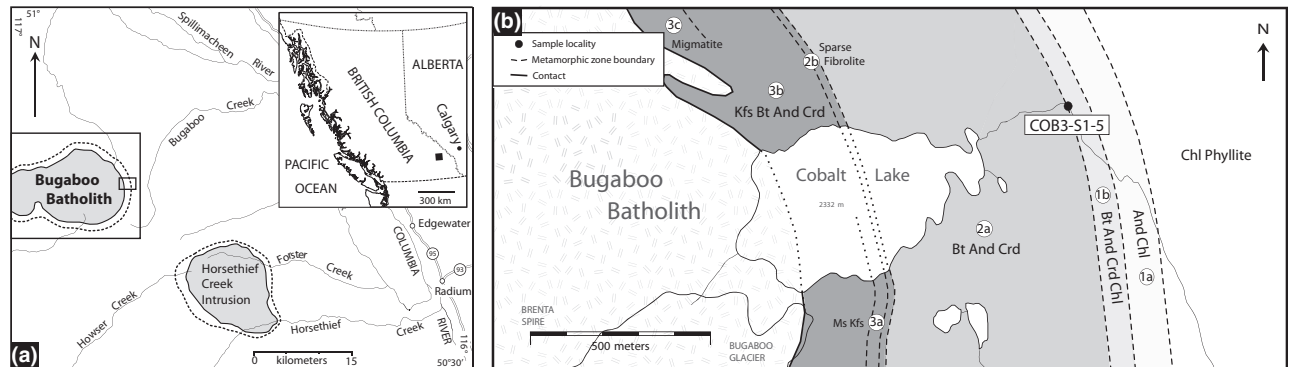 51°
117°
N
Spillimacheen
River
Bugaboo
Creek
Bugaboo
Batholith
ALBERTA
BRITISH COLUMBIA
Calgary
PACIFIC
OCEAN
300 km
Edgewater
COLUMBIA
95
93
Radium
RIVER
Forster
Creek
Horsethief
Creek
Intrusion
Howser
Creek
Horsethief
Creek
0 kilometers 15
116°
50°30'
(a)
(b)
Sample locality
Metamorphic zone boundary
Contact
3c
Migmatite
Sparse
Fibrolite
2b
3b
Kfs Bt And Crd
N
COB3-S1-5
Chl Phyllite
Bugaboo
Batholith
Cobalt Lake
2332 m
1b
Bt And Crd Chl
And Chl
1a
2a
Bt And Crd
BRENTA
SPIRE
500 meters
BUGABOO
GLACIER
Ms Kfs
3a